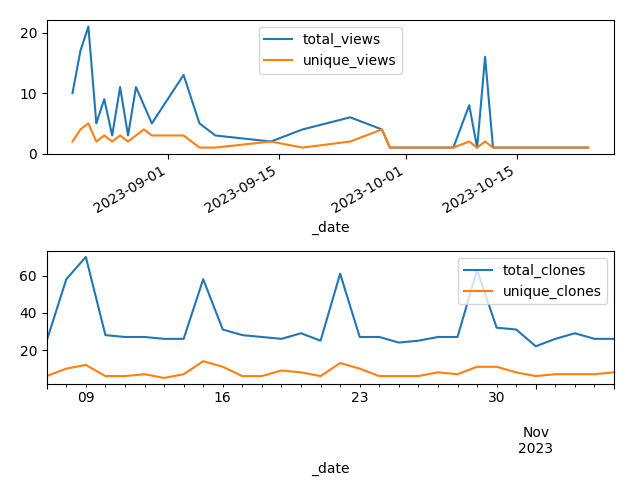 20
10
0
total_views
unique_views
2023-09-01
2023-09-15
2023-10-01
2023-10-15
_date
60
40
20
total_clones
unique_clones
09
16
23
30
Nov
2023
_date